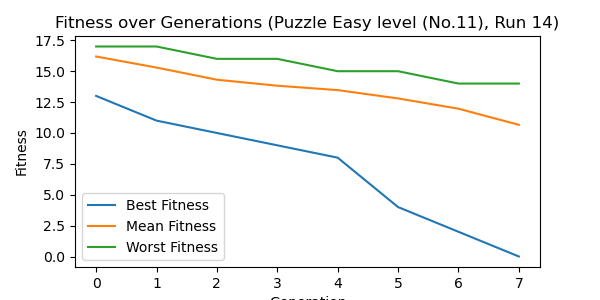 Fitness over Generations (Puzzle Easy level (No.11), Run 14)
17.5
15.0
12.5
10.0
7.5
5.0
2.5
0.0
Fitness
Best Fitness
Mean Fitness
Worst Fitness
0 1 2 3 4 5 6 7
Generation